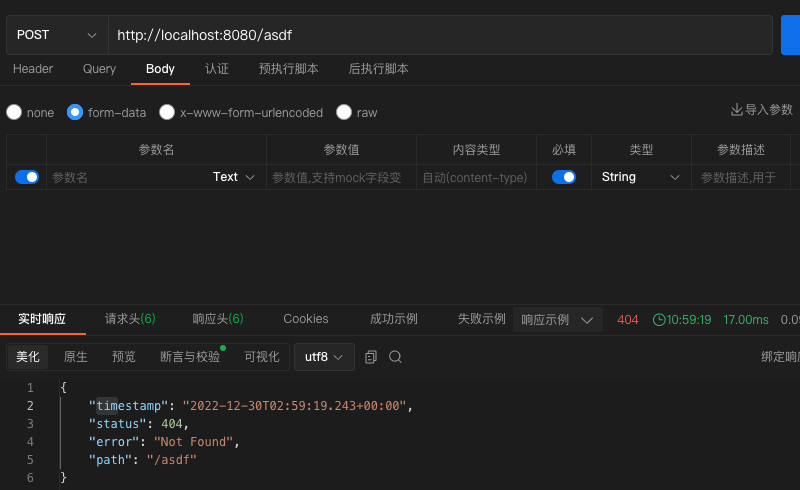 POST http://localhost:8080/asdf
Header Query Body 认证 预执行脚本 后执行脚本
none form-data x-www-form-urlencoded raw 导入参数
参数名 参数值 内容类型 必填 类型 参数描述
参数名 Text 参数值,支持mock字段变 自动(content-type) String 参数描述,用于
实时响应 请求头(6) 响应头(6) Cookies 成功示例 失败示例 响应示例 404 10:59:19 17.00ms 0.09
美化 原生 预览 断言与校验 可视化 utf8 绑定响应
1 {
2 "timestamp": "2022-12-30T02:59:19.243+00:00",
3 "status": 404,
4 "error": "Not Found",
5 "path": "/asdf"
6 }